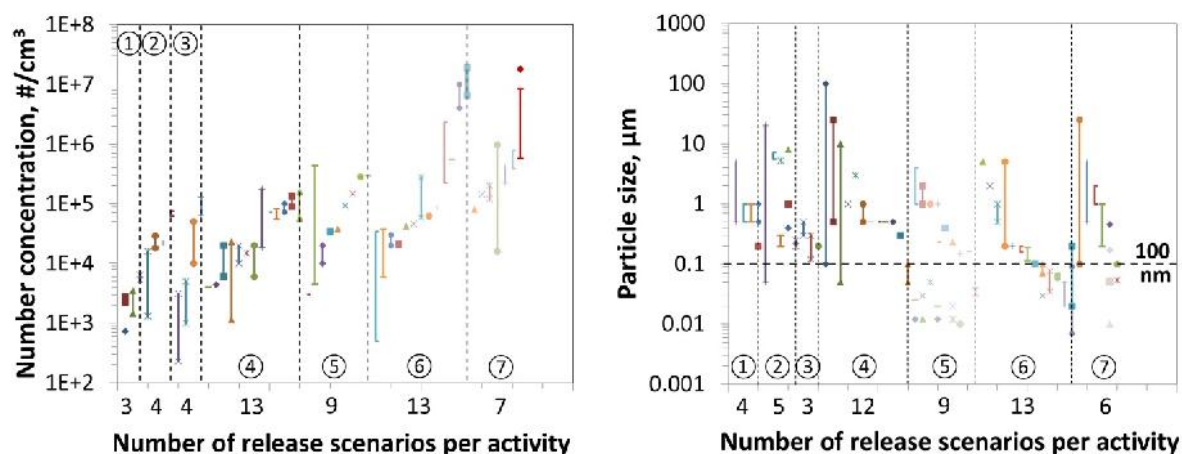 Number concentration, #/cm³
1E+8
1E+7
1E+6
1E+5
1E+4
1E+3
1E+2
① ② ③
④ ⑤ ⑥ ⑦
3 4 4 13 9 13 7
Number of release scenarios per activity
Particle size, µm
1000
100
10
1
0.1
0.01
0.001
100
nm
① ② ③ ④ ⑤ ⑥ ⑦
4 5 3 12 9 13 6
Number of release scenarios per activity